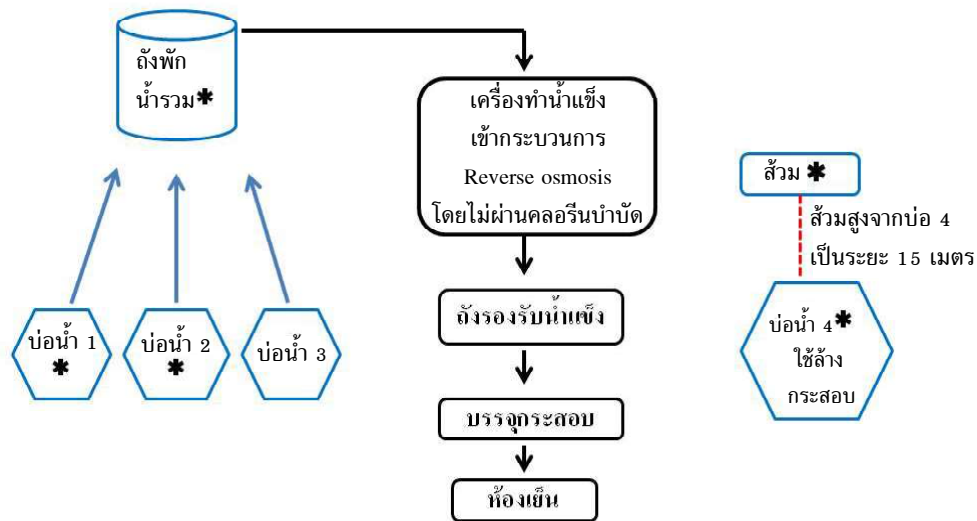 ถังพัก
น้ำรวม*
เครื่องทำน้ำแข็ง
เข้ากระบวนการ
Reverse osmosis
โดยไม่ผ่านคลอรีนบำบัด
ถังรองรับน้ำแข็ง
บรรจุกระสอบ
ห้องเย็น
บ่อน้ำ 1
*
บ่อน้ำ 2
*
บ่อน้ำ 3
ส้วม *
ส้วมสูงจากบ่อ 4
เป็นระยะ 15 เมตร
บ่อน้ำ 4*
ใช้ล้าง
กระสอบ